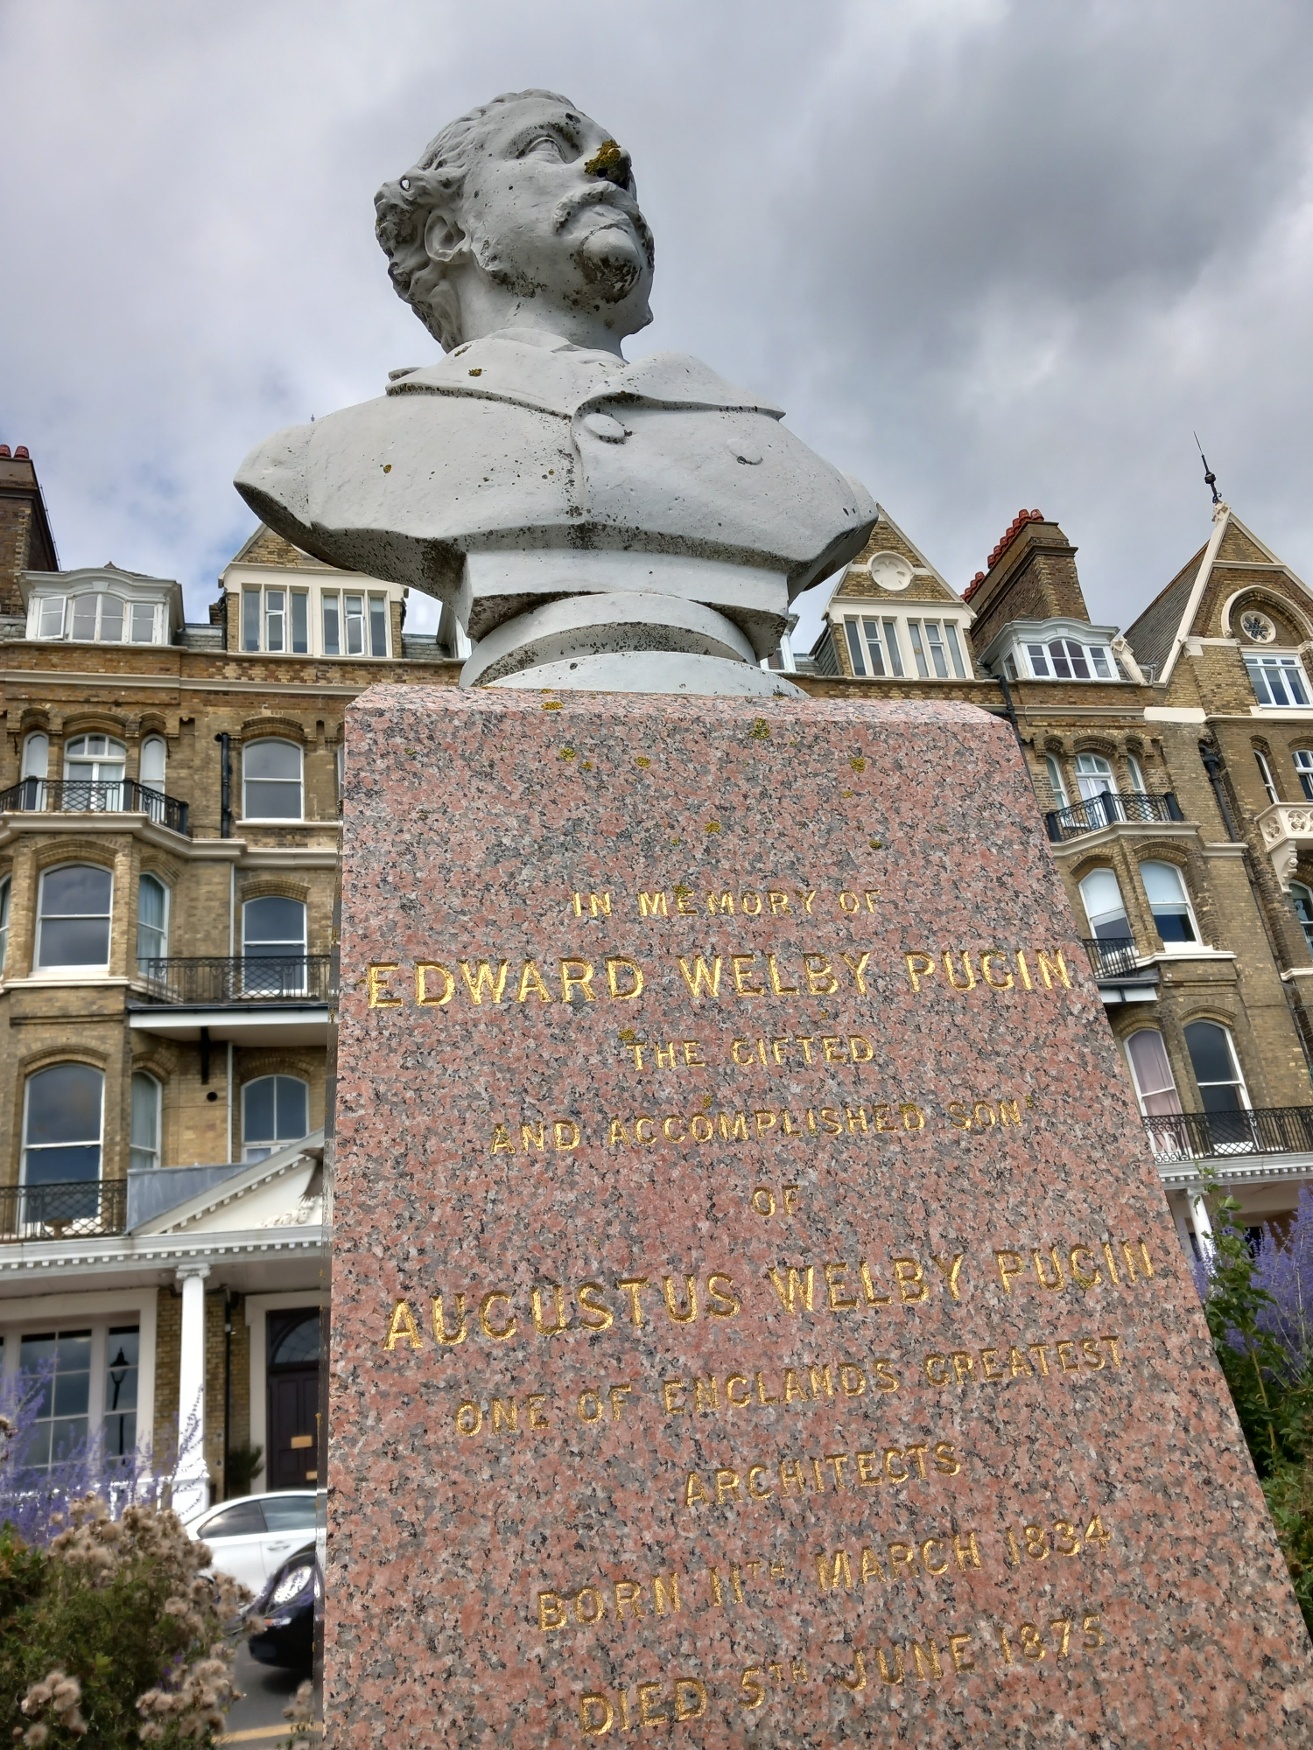 IN MEMORY OF
EDWARD WELBY PUGIN
THE GIFTED
AND ACCOMPLISHED SON
OF
AUGUSTUS WELBY PUGIN
ONE OF ENGLANDS GREATEST
ARCHITECTS
BORN 11TH MARCH 1834
DIED 5TH JUNE 1875